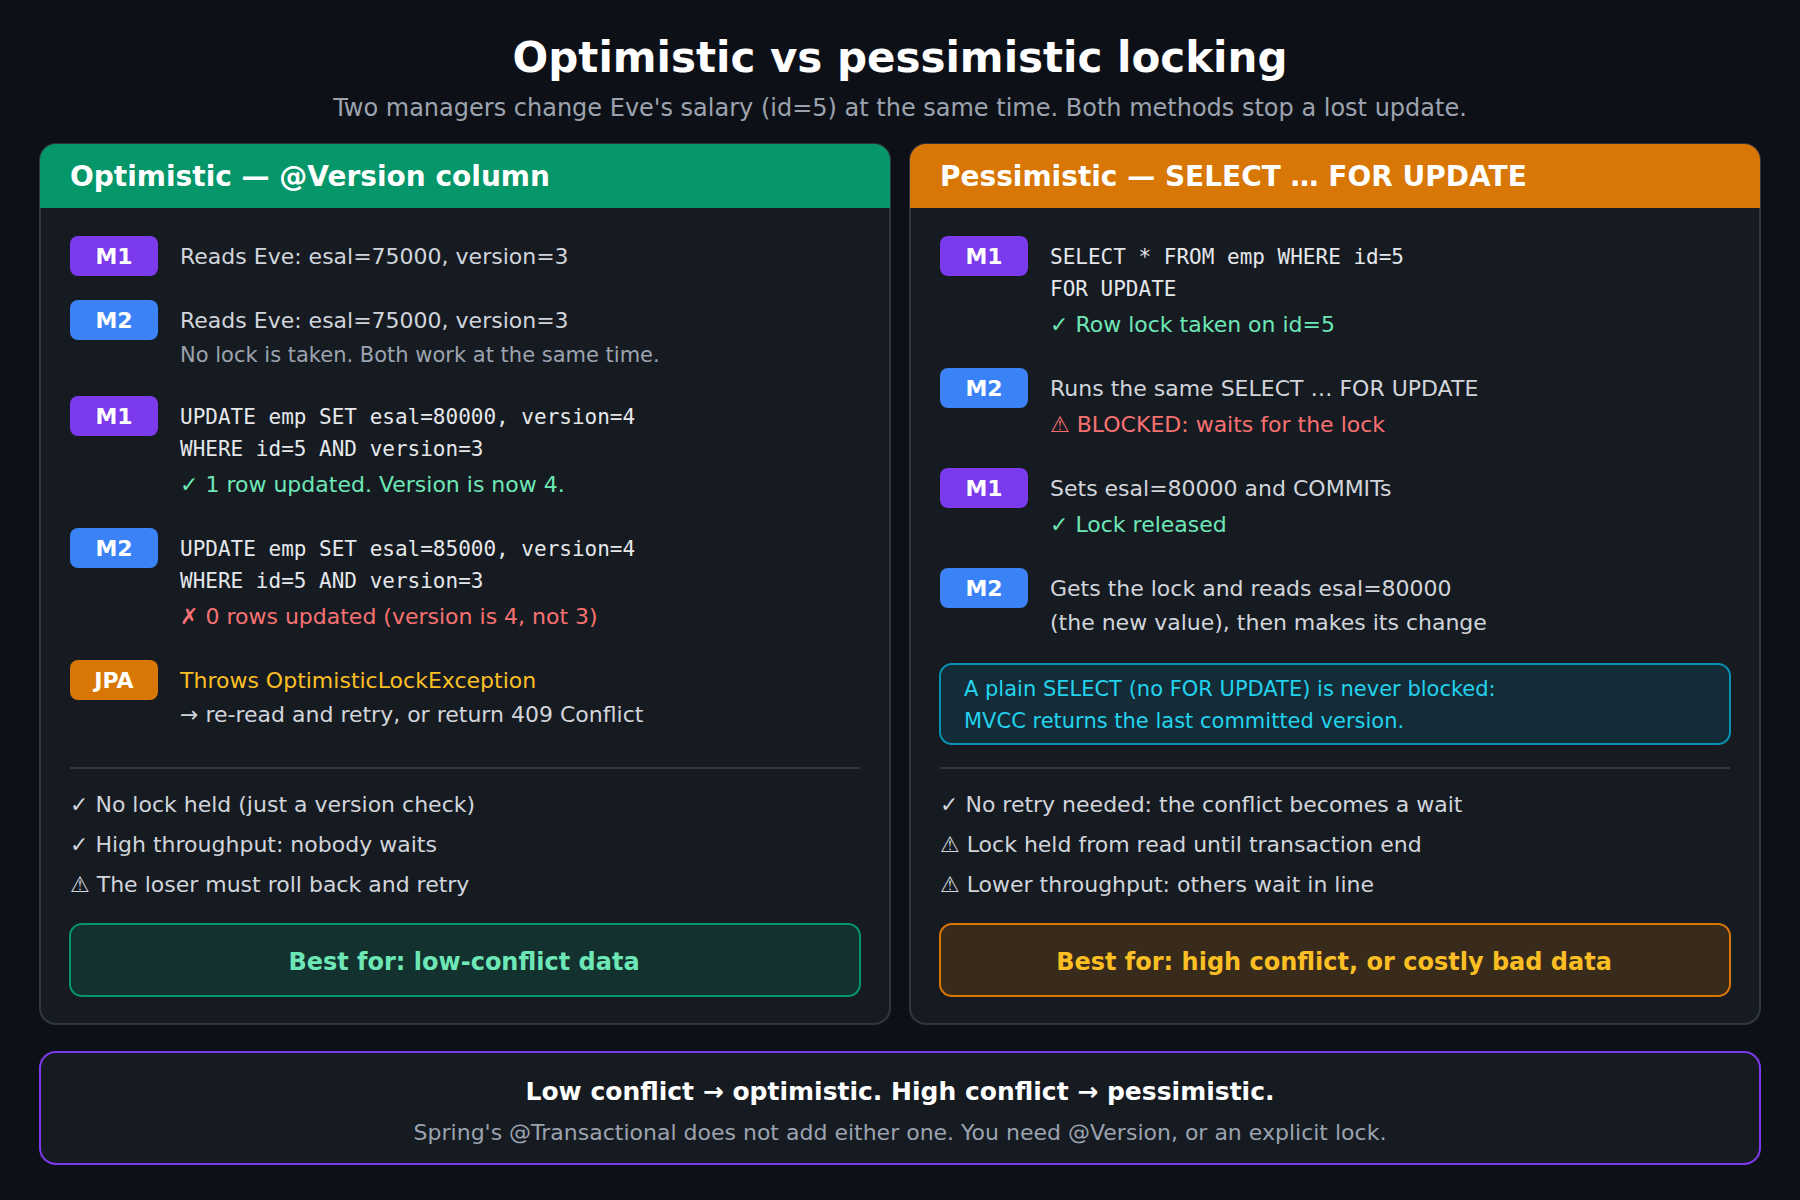 Optimistic vs pessimistic locking
Two managers change Eve's salary (id=5) at the same time. Both methods stop a lost update.
Optimistic — @Version column
M1
Reads Eve: esal=75000, version=3
M2
Reads Eve: esal=75000, version=3
No lock is taken. Both work at the same time.
M1
UPDATE emp SET esal=80000, version=4
WHERE id=5 AND version=3
✓ 1 row updated. Version is now 4.
M2
UPDATE emp SET esal=85000, version=4
WHERE id=5 AND version=3
✗ 0 rows updated (version is 4, not 3)
JPA
Throws OptimisticLockException
→ re-read and retry, or return 409 Conflict
✓ No lock held (just a version check)
✓ High throughput: nobody waits
⚠ The loser must roll back and retry
Best for: low-conflict data
Pessimistic — SELECT … FOR UPDATE
M1
SELECT * FROM emp WHERE id=5
FOR UPDATE
✓ Row lock taken on id=5
M2
Runs the same SELECT … FOR UPDATE
⚠ BLOCKED: waits for the lock
M1
Sets esal=80000 and COMMITs
✓ Lock released
M2
Gets the lock and reads esal=80000
(the new value), then makes its change
A plain SELECT (no FOR UPDATE) is never blocked:
MVCC returns the last committed version.
✓ No retry needed: the conflict becomes a wait
⚠ Lock held from read until transaction end
⚠ Lower throughput: others wait in line
Best for: high conflict, or costly bad data
Low conflict → optimistic. High conflict → pessimistic.
Spring's @Transactional does not add either one. You need @Version, or an explicit lock.